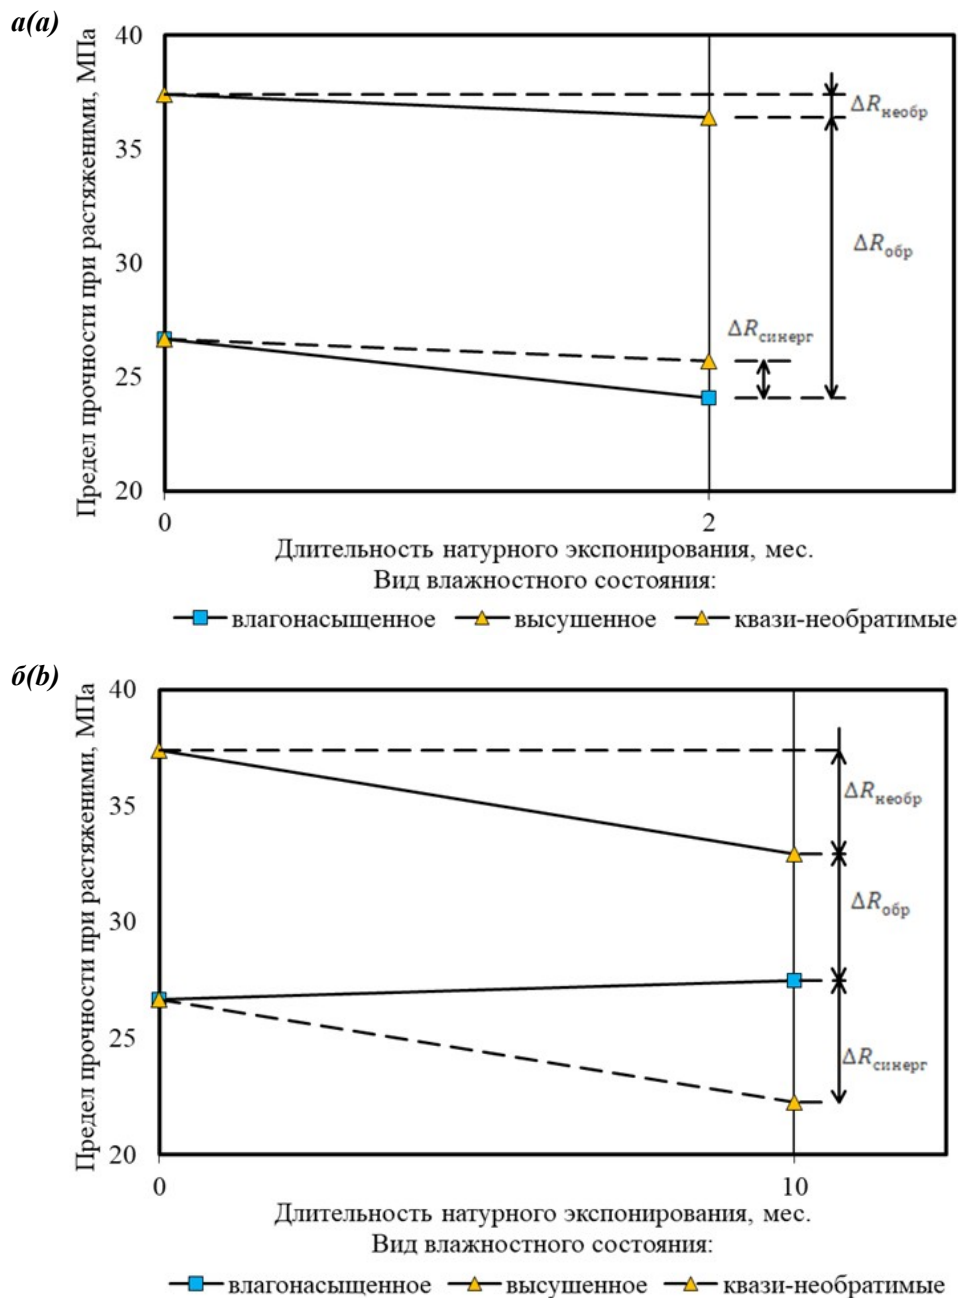 а(a)
Предел прочности при растяженими, МПа
40
35
30
25
20
ΔRнеобр
ΔRобр
ΔRсинерг
0
2
Длительность натурного экспонирования, мес.
Вид влажностного состояния:
влагонасыщенное высушенное квази-необратимые
б(b)
Предел прочности при растяженими, МПа
40
35
30
25
20
ΔRнеобр
ΔRобр
ΔRсинерг
0
10
Длительность натурного экспонирования, мес.
Вид влажностного состояния:
влагонасыщенное высушенное квази-необратимые